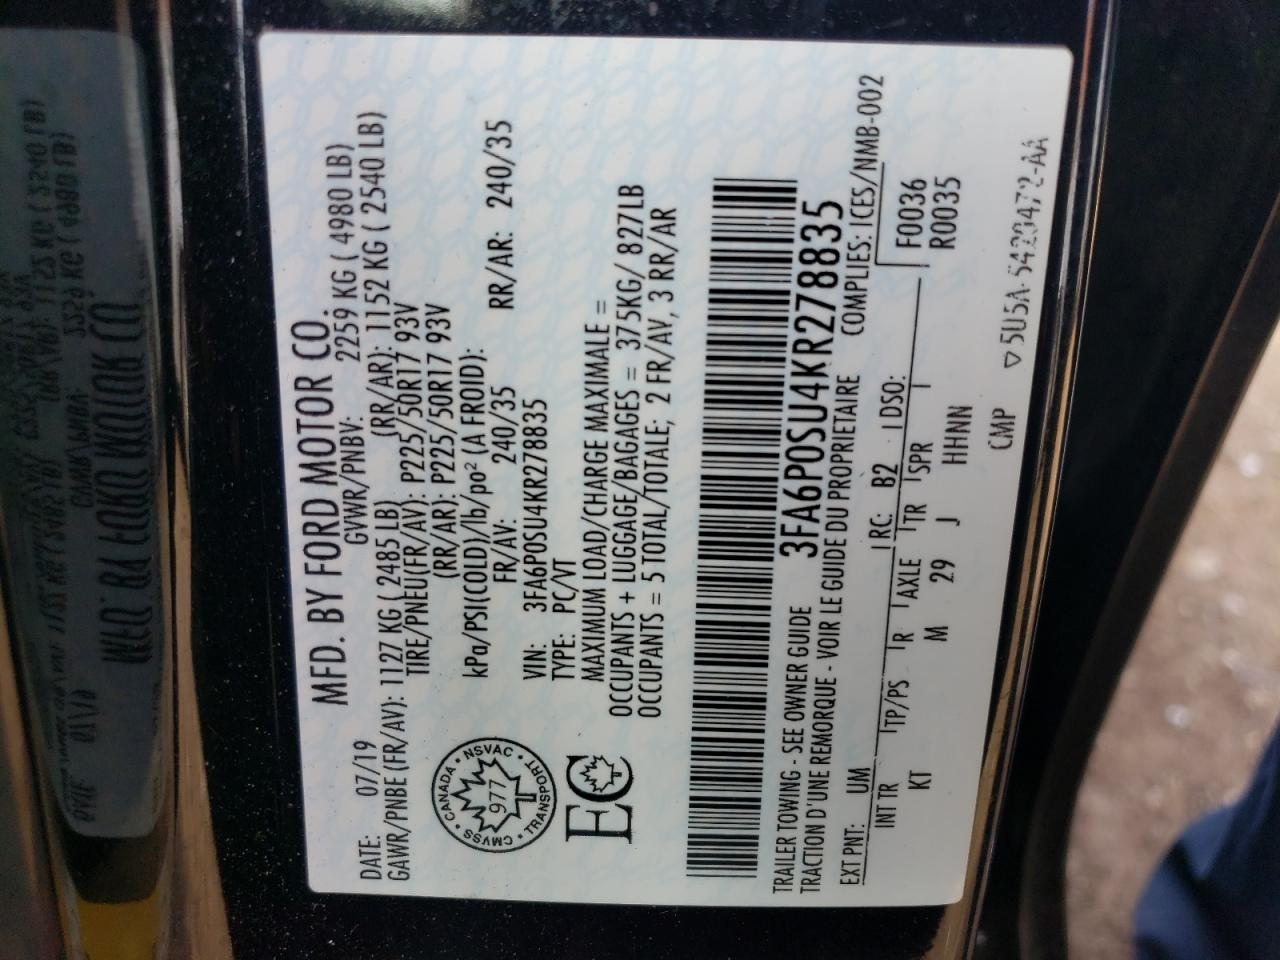 MFD. BY FORD MOTOR CO.
DATE: 07/19 GVWR/PNBV: 2259 KG ( 4980 LB)
GAWR/PNBE (FR/AV): 1127 KG ( 2485 LB) (RR/AR): 1152 KG ( 2540 LB)
TIRE/PNEU(FR/AV): P225/50R17 93V
(RR/AR): P225/50R17 93V
kPa/PSI(COLD)/lb/po² (A FROID):
FR/AV: 240/35 RR/AR: 240/35
VIN: 3FA6P0SU4KR278835
TYPE: PC/VT
MAXIMUM LOAD/CHARGE MAXIMALE =
OCCUPANTS + LUGGAGE/BAGAGES = 375KG/ 827LB
OCCUPANTS = 5 TOTAL/TOTALE; 2 FR/AV, 3 RR/AR
CANADA • NSVAC • TRANSPORT • CMVSS •
977
EC
3FA6P0SU4KR278835
TRAILER TOWING - SEE OWNER GUIDE
TRACTION D'UNE REMORQUE - VOIR LE GUIDE DU PROPRIETAIRE COMPLIES: ICES/NMB-002
EXT PNT: UM RC: B2 DSO: F0036
R0035
INT TR TP/PS R AXLE TR SPR
KT M 29 J HHNN
CMP